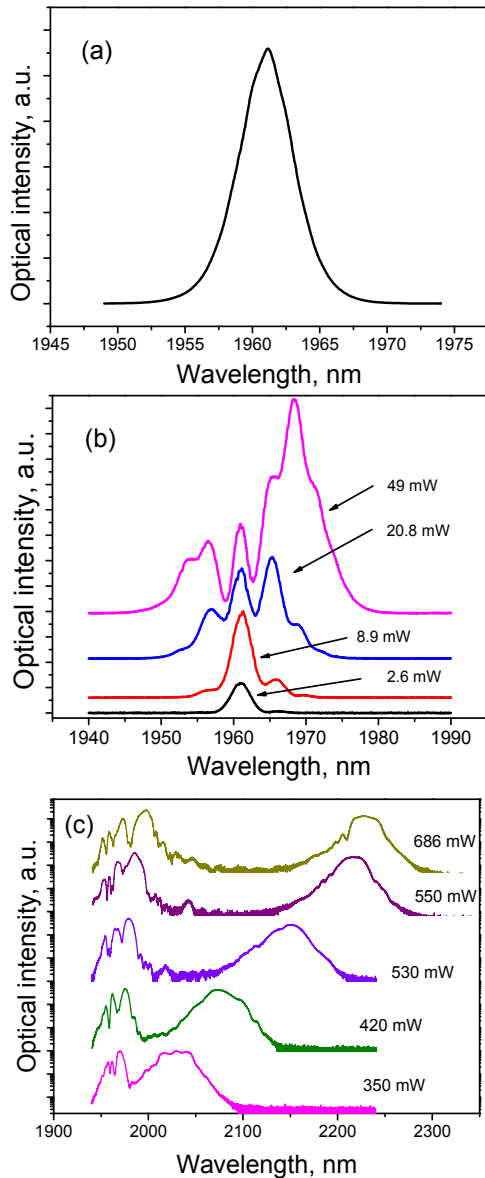 (a)
Optical intensity, a.u.
1945 1950 1955 1960 1965 1970 1975
Wavelength, nm
(b)
Optical intensity, a.u.
49 mW
20.8 mW
8.9 mW
2.6 mW
1940 1950 1960 1970 1980 1990
Wavelength, nm
(c)
Optical intensity, a.u.
686 mW
550 mW
530 mW
420 mW
350 mW
1900 2000 2100 2200 2300
Wavelength, nm